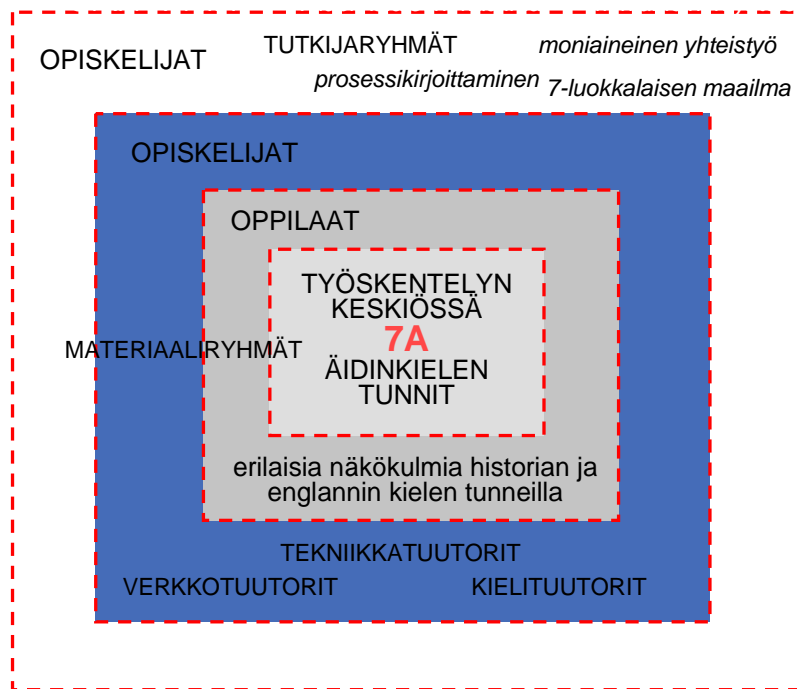 OPISKELIJAT
TUTKIJARYHMÄT
moniaineinen yhteistyö
prosessikirjoittaminen
7-luokkalaisen maailma
OPISKELIJAT
OPPILAAT
TYÖSKENTELYN
KESKIÖSSÄ
7A
ÄIDINKIELEN
TUNNIT
MATERIAALIRYHMÄT
erilaisia näkökulmia historian ja
englannin kielen tunneilla
TEKNIIKKATUUTORIT
VERKKOTUUTORIT
KIELITUUTORIT